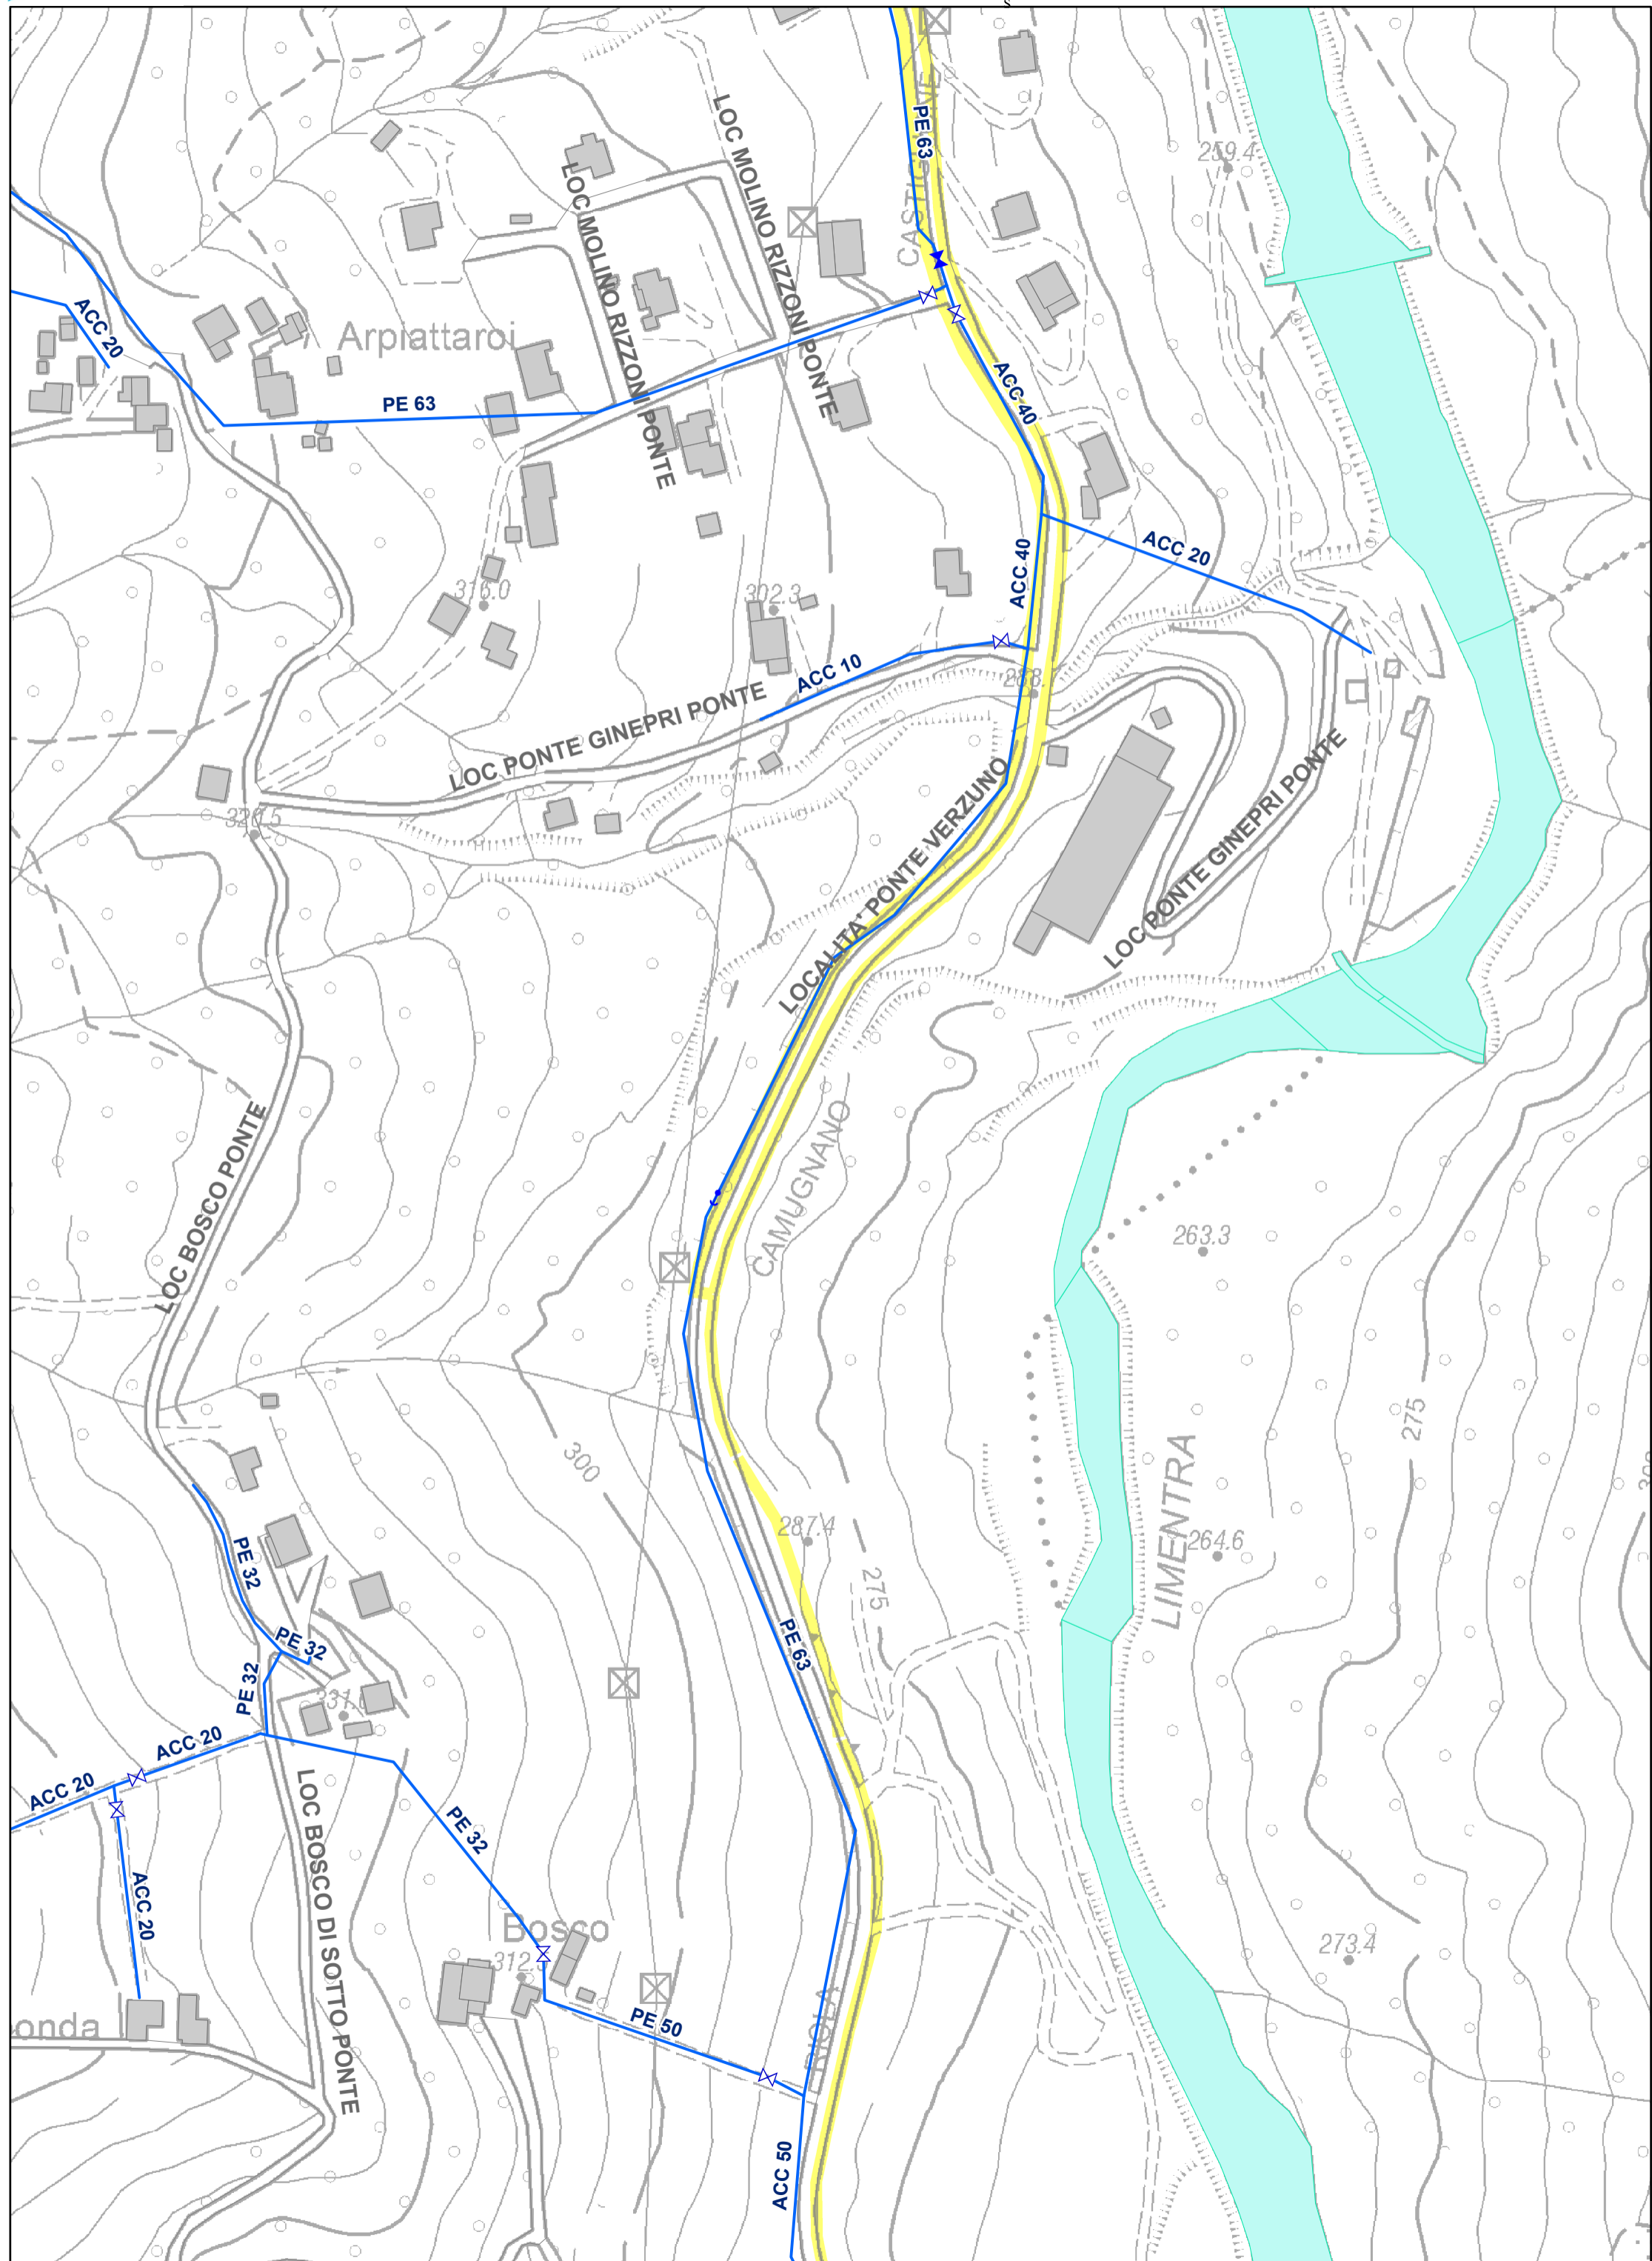 s
PE 63
259.4
LOC MOLINO RIZZONI PONTE
LOC MOLINO RIZZONI PONTE
ACC 20
Arpiattaroi
PE 63
ACC 40
ACC 20
ACC 40
316.0
302.3
ACC 10
LOC PONTE GINEPRI PONTE
LOC PONTE GINEPRI PONTE
LOCALITA' PONTE VERZUNO
326.5
LOC BOSCO PONTE
CAMUGNANO
263.3
275
300
LIMENTRA
287.4
264.6
275
PE 32
PE 32
PE 32
PE 63
ACC 20
ACC 20
PE 32
LOC BOSCO DI SOTTO PONTE
ACC 20
Bosco
273.4
PE 50
RIOLA
ACC 50